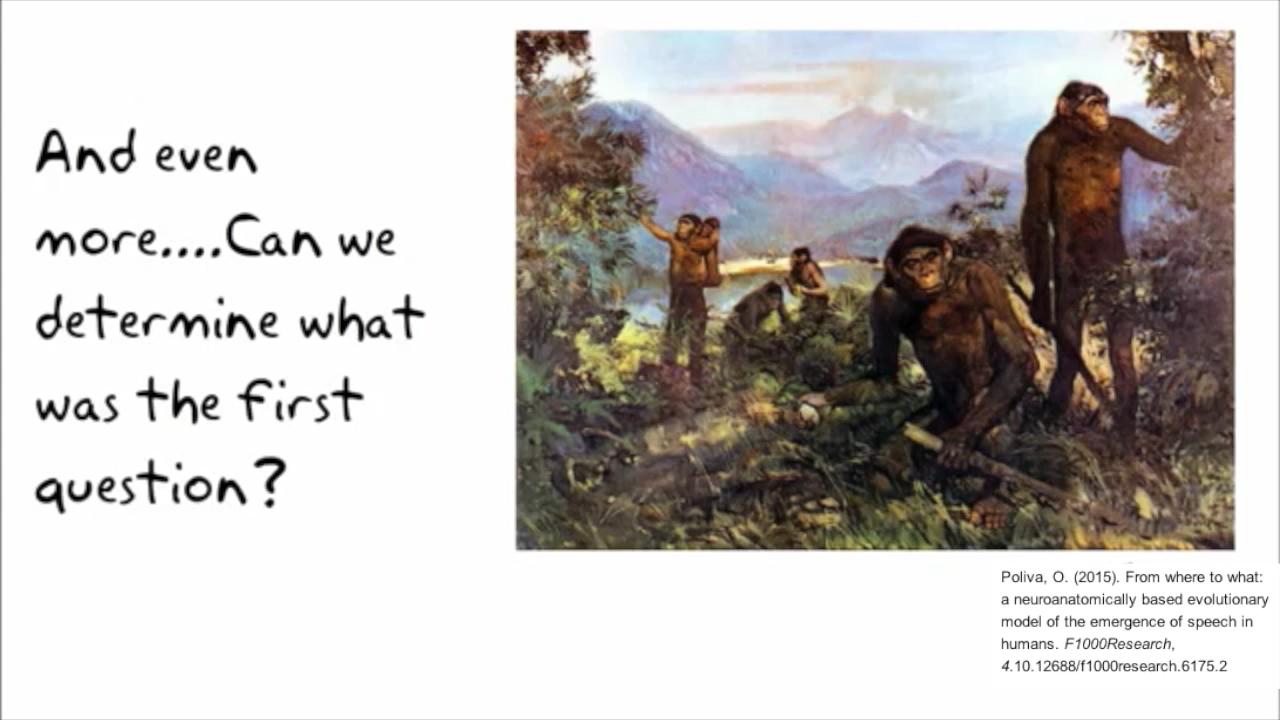 And even
more....Can we
determine what
was the first
question?
Poliva, O. (2015). From where to what:
a neuroanatomically based evolutionary
model of the emergence of speech in
humans. F1000Research,
4.10.12688/f1000research.6175.2